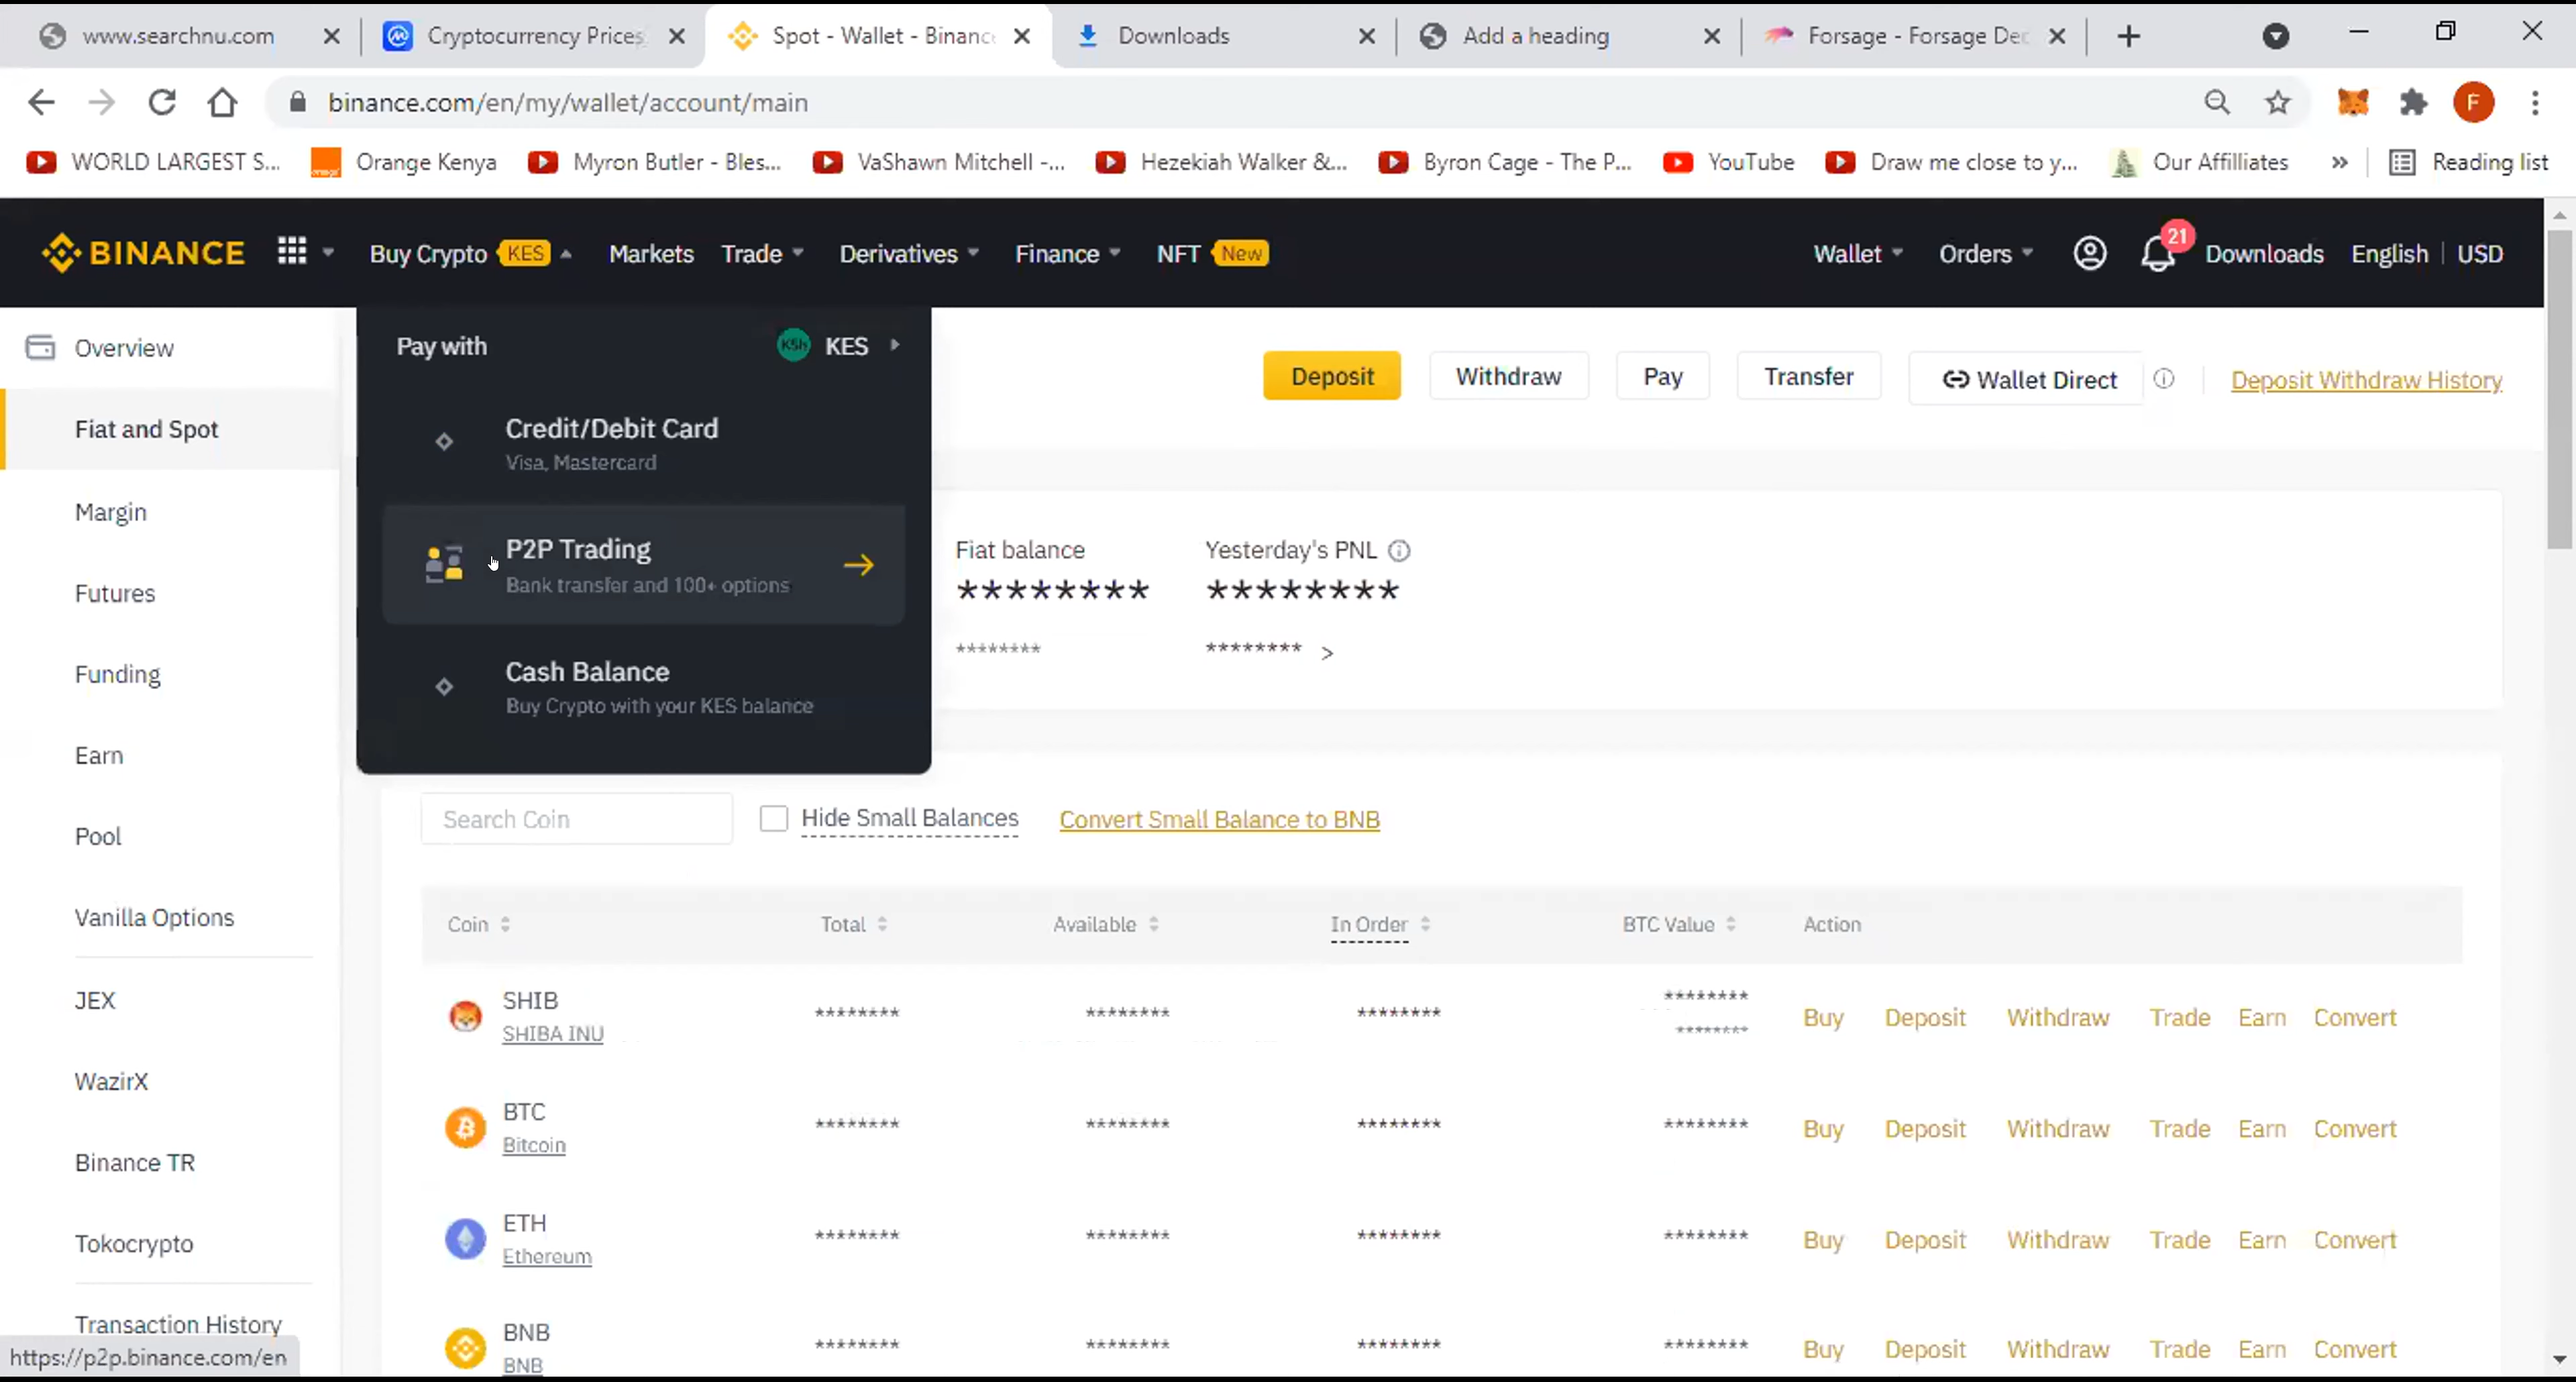 www.searchnu.com
Cryptocurrency Prices
Spot - Wallet - Binance
Downloads
Add a heading
Forsage - Forsage Dec
binance.com/en/my/wallet/account/main
F
WORLD LARGEST S...
Orange Kenya
Myron Butler - Bles...
VaShawn Mitchell -...
Hezekiah Walker &...
Byron Cage - The P...
YouTube
Draw me close to y...
Our Affilliates
»
Reading list
BINANCE
Buy Crypto KES
Markets
Trade
Derivatives
Finance
NFT New
Wallet
Orders
21
Downloads
English | USD
Overview
Fiat and Spot
Margin
Futures
Funding
Earn
Pool
Vanilla Options
JEX
WazirX
Binance TR
Tokocrypto
Transaction History
https://p2p.binance.com/en
Pay with
KSh KES
Credit/Debit Card
Visa, Mastercard
P2P Trading
Bank transfer and 100+ options
Cash Balance
Buy Crypto with your KES balance
Deposit
Withdraw
Pay
Transfer
Wallet Direct
Deposit Withdraw History
Fiat balance
********
********
Yesterday's PNL
********
******** >
Search Coin
Hide Small Balances
Convert Small Balance to BNB
Coin Total Available In Order BTC Value Action
SHIB ******** ******** ******** ******** Buy Deposit Withdraw Trade Earn Convert
SHIBA INU ********
BTC ******** ******** ******** ******** Buy Deposit Withdraw Trade Earn Convert
Bitcoin
ETH ******** ******** ******** ******** Buy Deposit Withdraw Trade Earn Convert
Ethereum
BNB ******** ******** ******** ******** Buy Deposit Withdraw Trade Earn Convert
BNB